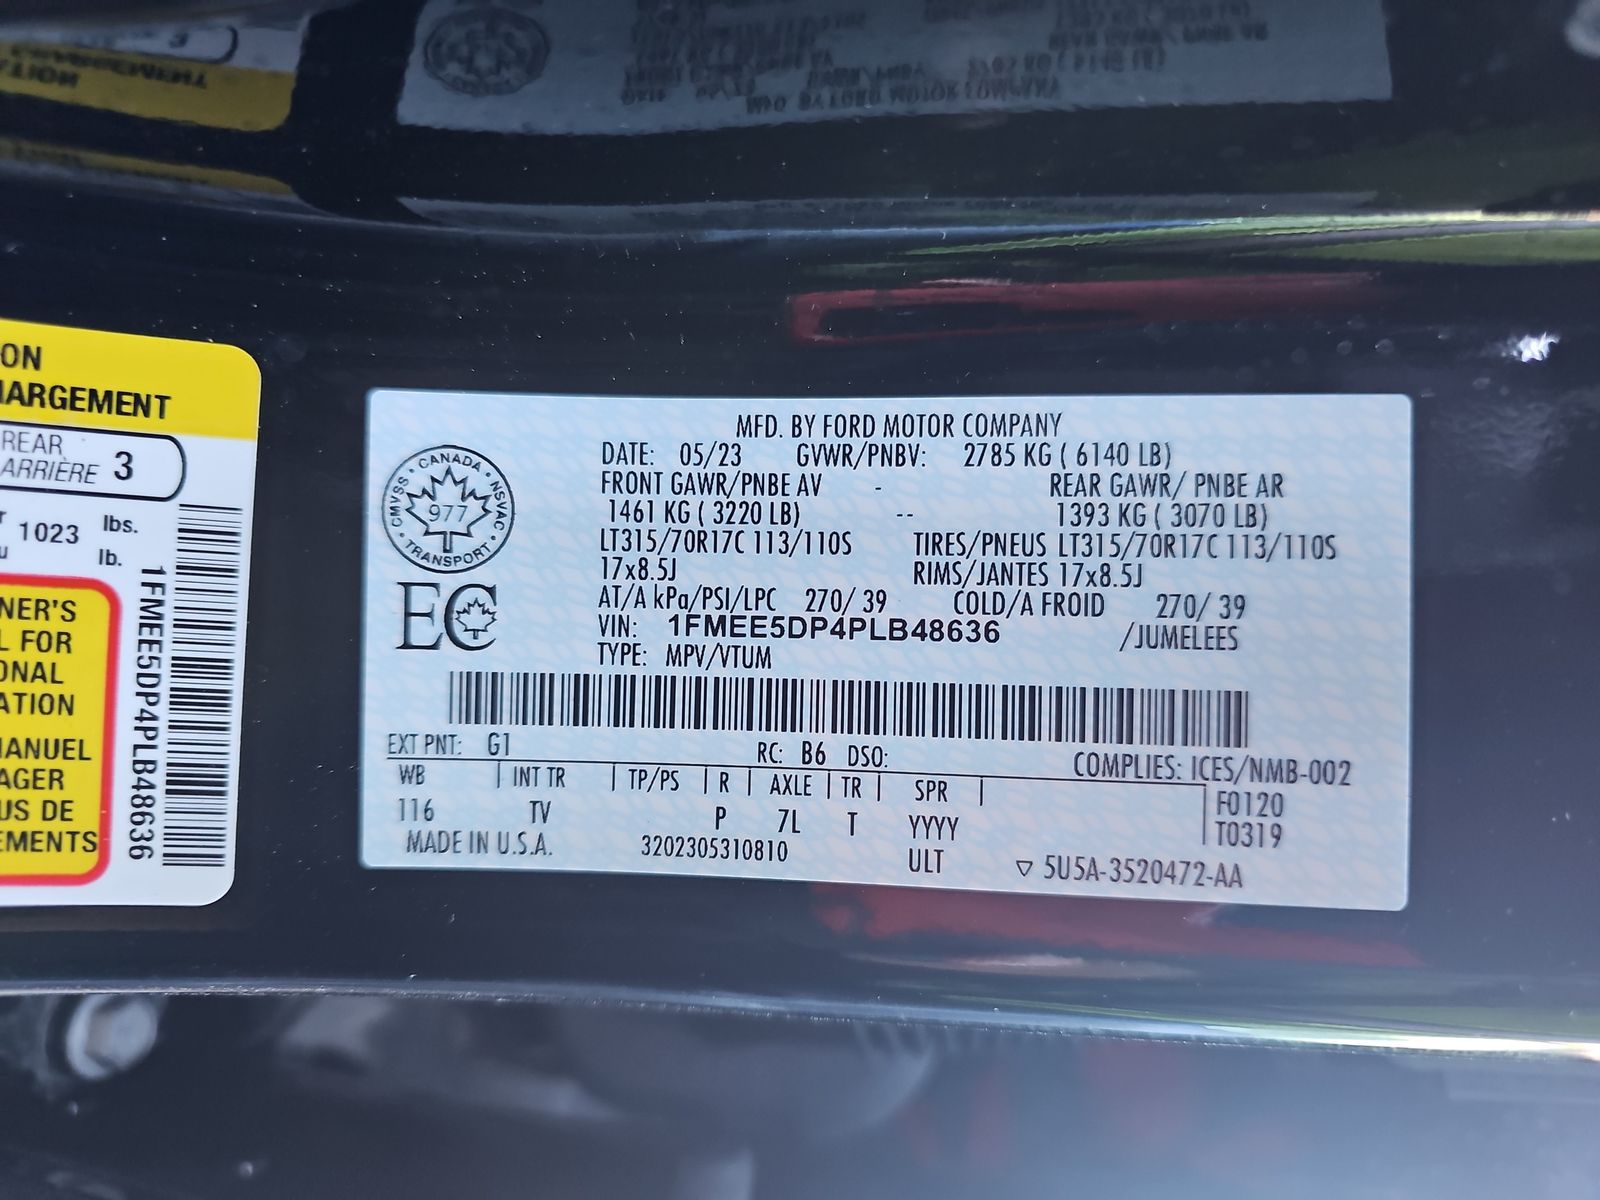 ON
HARGEMENT
REAR
ARRIÈRE 3
1023 lbs.
lb.
NER'S
L FOR
ONAL
ATION
MANUEL
AGER
US DE
EMENTS
1FMEE5DP4PLB48636
MFD. BY FORD MOTOR COMPANY
DATE: 05/23 GVWR/PNBV: 2785 KG ( 6140 LB)
FRONT GAWR/PNBE AV - REAR GAWR/ PNBE AR
1461 KG ( 3220 LB) -- 1393 KG ( 3070 LB)
LT315/70R17C 113/110S TIRES/PNEUS LT315/70R17C 113/110S
17x8.5J RIMS/JANTES 17x8.5J
AT/A kPa/PSI/LPC 270/ 39 COLD/A FROID 270/ 39
VIN: 1FMEE5DP4PLB48636 /JUMELEES
TYPE: MPV/VTUM
CANADA
CMVSS NSVAC
977
TRANSPORT
EC
EXT PNT: G1 RC: B6 DSO: COMPLIES: ICES/NMB-002
WB | INT TR | TP/PS | R | AXLE | TR | SPR | F0120
116 TV P 7L T YYYY T0319
MADE IN U.S.A. 3202305310810 ULT ▽ 5U5A-3520472-AA